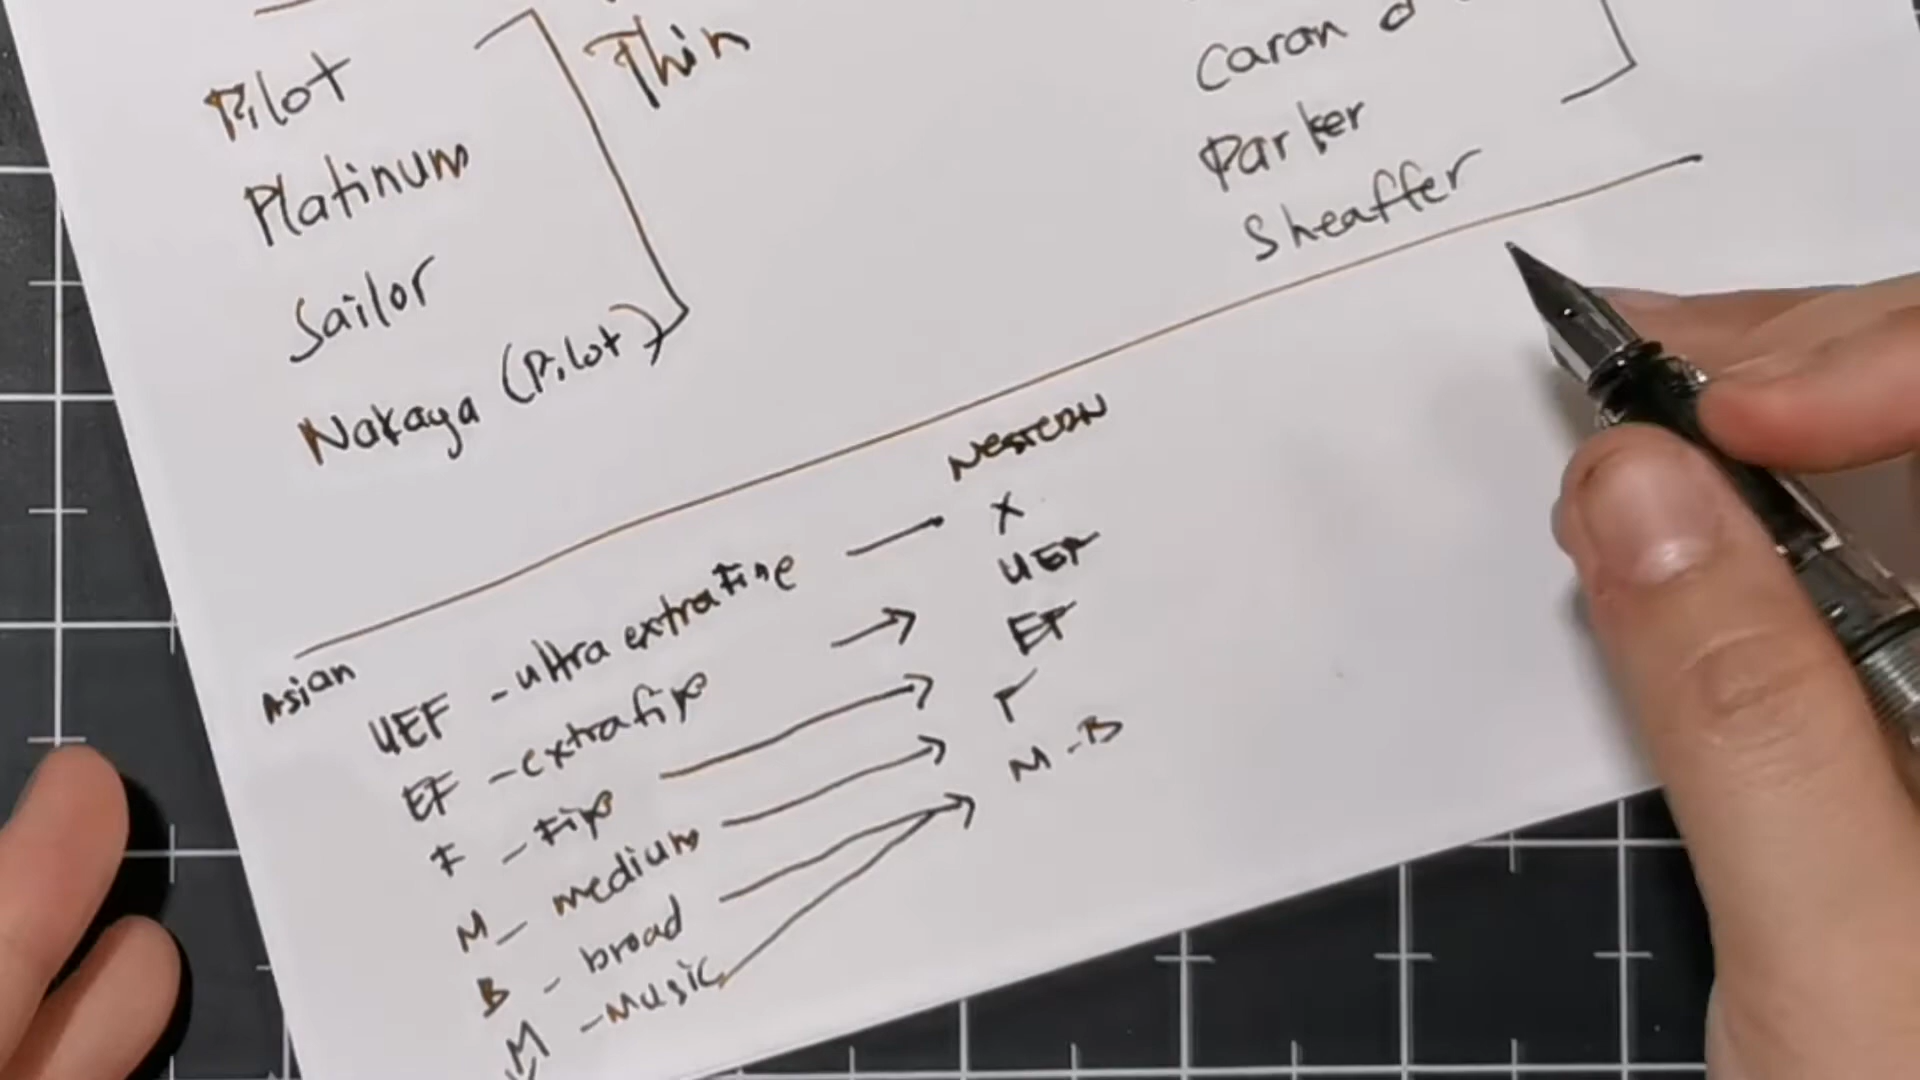 Thin
Pilot
Platinum
Sailor
Nakaya (Pilot)
Caran d
Parker
Sheaffer
Asian
UEF - ultra extrafine
EF - extrafine
F - Fine
M - medium
B - broad
M - Music
Western
X
UEF
EF
F
M - B